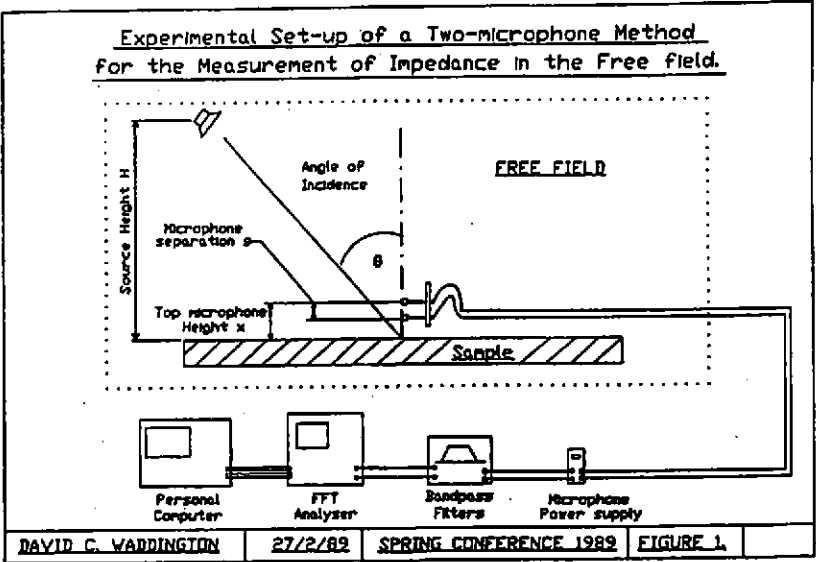 Experimental Set-up of a Two-microphone Method
for the Measurement of Impedance in the Free field.
Source Height H
Angle of
Incidence
FREE FIELD
Microphone
separation s
θ
Top microphone
Height x
Sample
Personal
Computer
FFT
Analyser
Bandpass
Filters
Microphone
Power supply
DAVID C. WADDINGTON
27/2/89
SPRING CONFERENCE 1989
FIGURE 1.